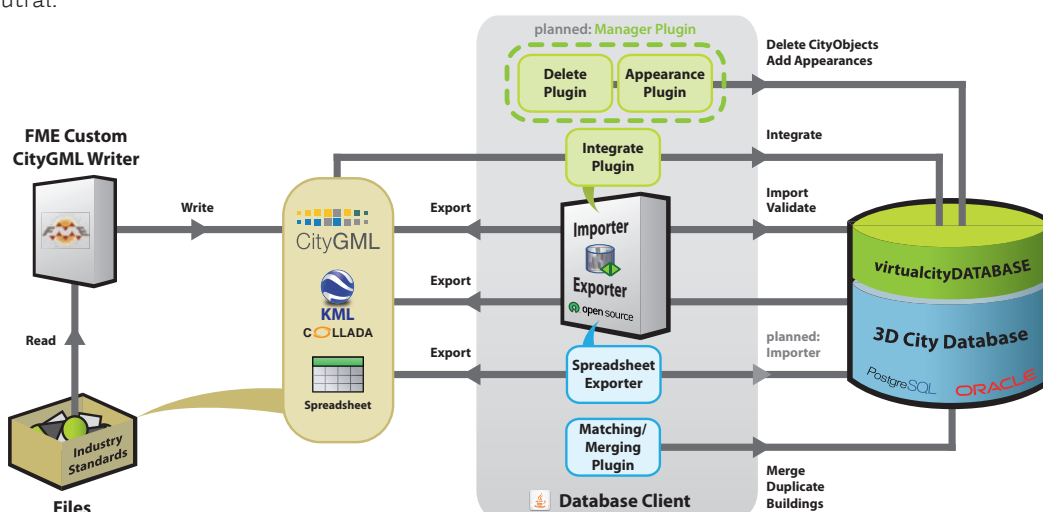 utral.
planned: Manager Plugin
Delete CityObjects
Add Appearances
Delete
Plugin
Appearance
Plugin
FME Custom
CityGML Writer
Integrate
Plugin
Integrate
Write
CityGML
Export
Importer
Exporter
open source
Import
Validate
virtualcityDATABASE
KML
COLLADA
Export
Read
3D City Database
PostgreSQL
ORACLE
Spreadsheet
Export
Spreadsheet
Exporter
planned:
Importer
Industry
Standards
Files
Matching/
Merging
Plugin
Merge
Duplicate
Buildings
Database Client
FME